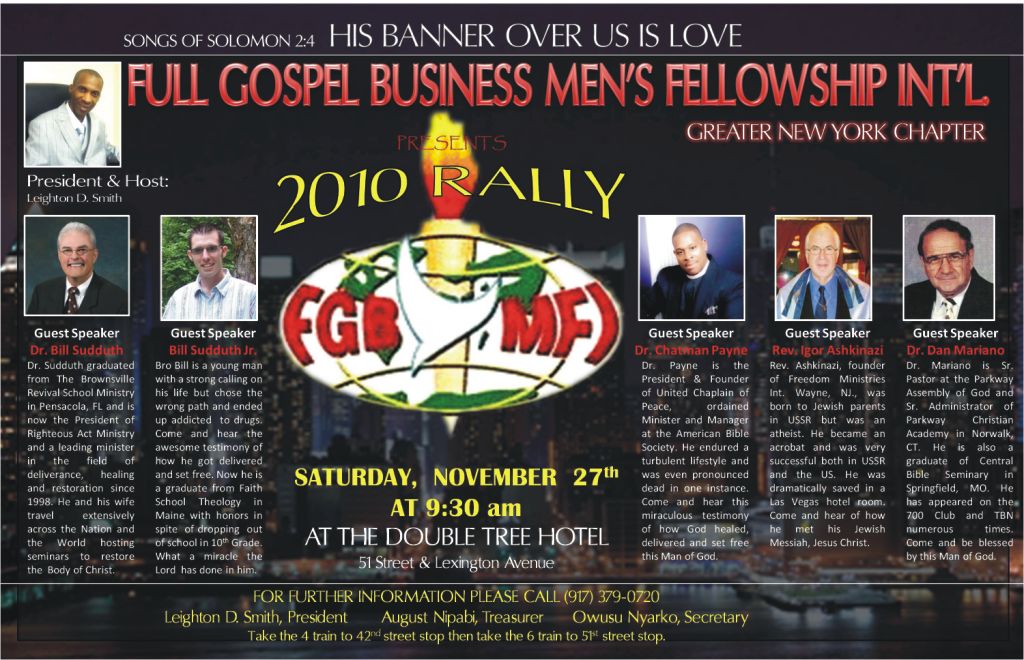 SONGS OF SOLOMON 2:4 HIS BANNER OVER US IS LOVE
FULL GOSPEL BUSINESS MEN'S FELLOWSHIP INT'L.
GREATER NEW YORK CHAPTER
PRESENTS
2010 RALLY
President & Host:
Leighton D. Smith
FGB MFI
Guest Speaker
Dr. Bill Sudduth
Dr. Sudduth graduated
from The Brownsville
Revival School Ministry
in Pensacola, FL and is
now the President of
Righteous Act Ministry
and a leading minister
in the field of
deliverance, healing
and restoration since
1998. He and his wife
travel extensively
across the Nation and
the World hosting
seminars to restore
the Body of Christ.
Guest Speaker
Bill Sudduth Jr.
Bro Bill is a young man
with a strong calling on
his life but chose the
wrong path and ended
up addicted to drugs.
Come and hear the
awesome testimony of
how he got delivered
and set free. Now he is
a graduate from Faith
School Theology in
Maine with honors in
spite of dropping out
of school in 10th Grade.
What a miracle the
Lord has done in him.
SATURDAY, NOVEMBER 27th
AT 9:30 am
AT THE DOUBLE TREE HOTEL
51 Street & Lexington Avenue
Guest Speaker
Dr. Chatman Payne
Dr. Payne is the
President & Founder
of United Chaplain of
Peace, ordained
Minister and Manager
at the American Bible
Society. He endured a
turbulent lifestyle and
was even pronounced
dead in one instance.
Come and hear this
miraculous testimony
of how God healed,
delivered and set free
this Man of God.
Guest Speaker
Rev. Igor Ashkinazi
Rev. Ashkinazi, founder
of Freedom Ministries
Int. Wayne, NJ., was
born to Jewish parents
in USSR but was an
atheist. He became an
acrobat and was very
successful both in USSR
and the US. He was
dramatically saved in a
Las Vegas hotel room.
Come and hear of how
he met his Jewish
Messiah, Jesus Christ.
Guest Speaker
Dr. Dan Mariano
Dr. Mariano is Sr.
Pastor at the Parkway
Assembly of God and
Sr. Administrator of
Parkway Christian
Academy in Norwalk,
CT. He is also a
graduate of Central
Bible Seminary in
Springfield, MO. He
has appeared on the
700 Club and TBN
numerous times.
Come and be blessed
by this Man of God.
FOR FURTHER INFORMATION PLEASE CALL (917) 379-0720
Leighton D. Smith, President August Nipabi, Treasurer Owusu Nyarko, Secretary
Take the 4 train to 42nd street stop then take the 6 train to 51st street stop.